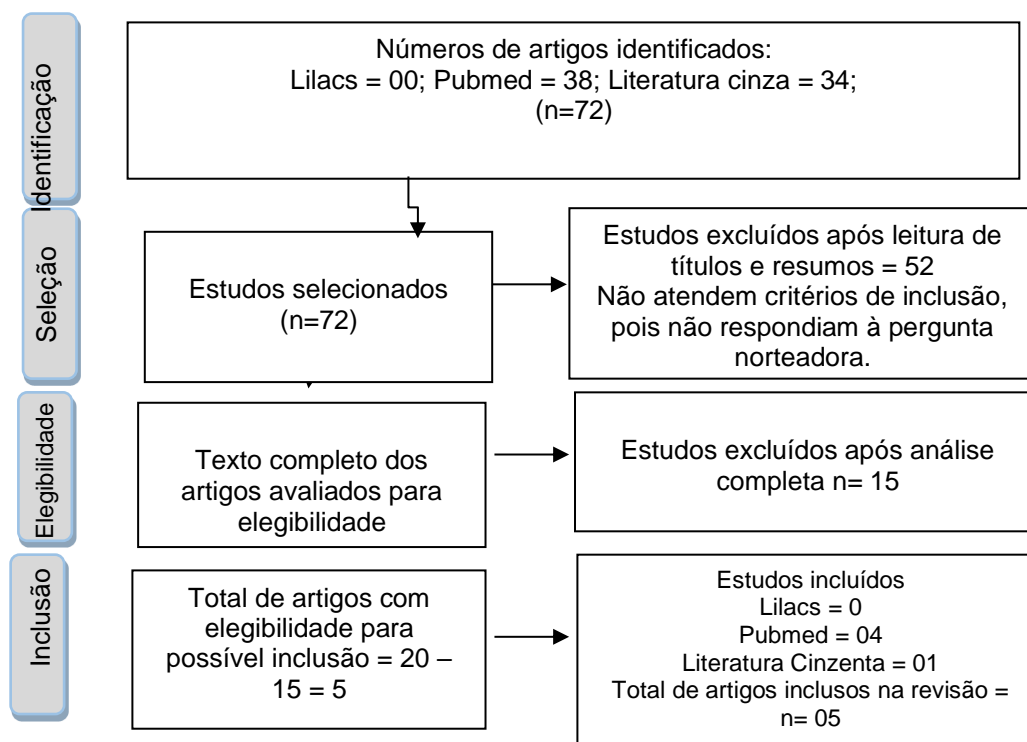 Identificação
Números de artigos identificados:
Lilacs = 00; Pubmed = 38; Literatura cinza = 34;
(n=72)
Seleção
Estudos selecionados
(n=72)
Estudos excluídos após leitura de
títulos e resumos = 52
Não atendem critérios de inclusão,
pois não respondiam à pergunta
norteadora.
Elegibilidade
Texto completo dos
artigos avaliados para
elegibilidade
Estudos excluídos após análise
completa n= 15
Inclusão
Total de artigos com
elegibilidade para
possível inclusão = 20 –
15 = 5
Estudos incluídos
Lilacs = 0
Pubmed = 04
Literatura Cinzenta = 01
Total de artigos inclusos na revisão =
n= 05